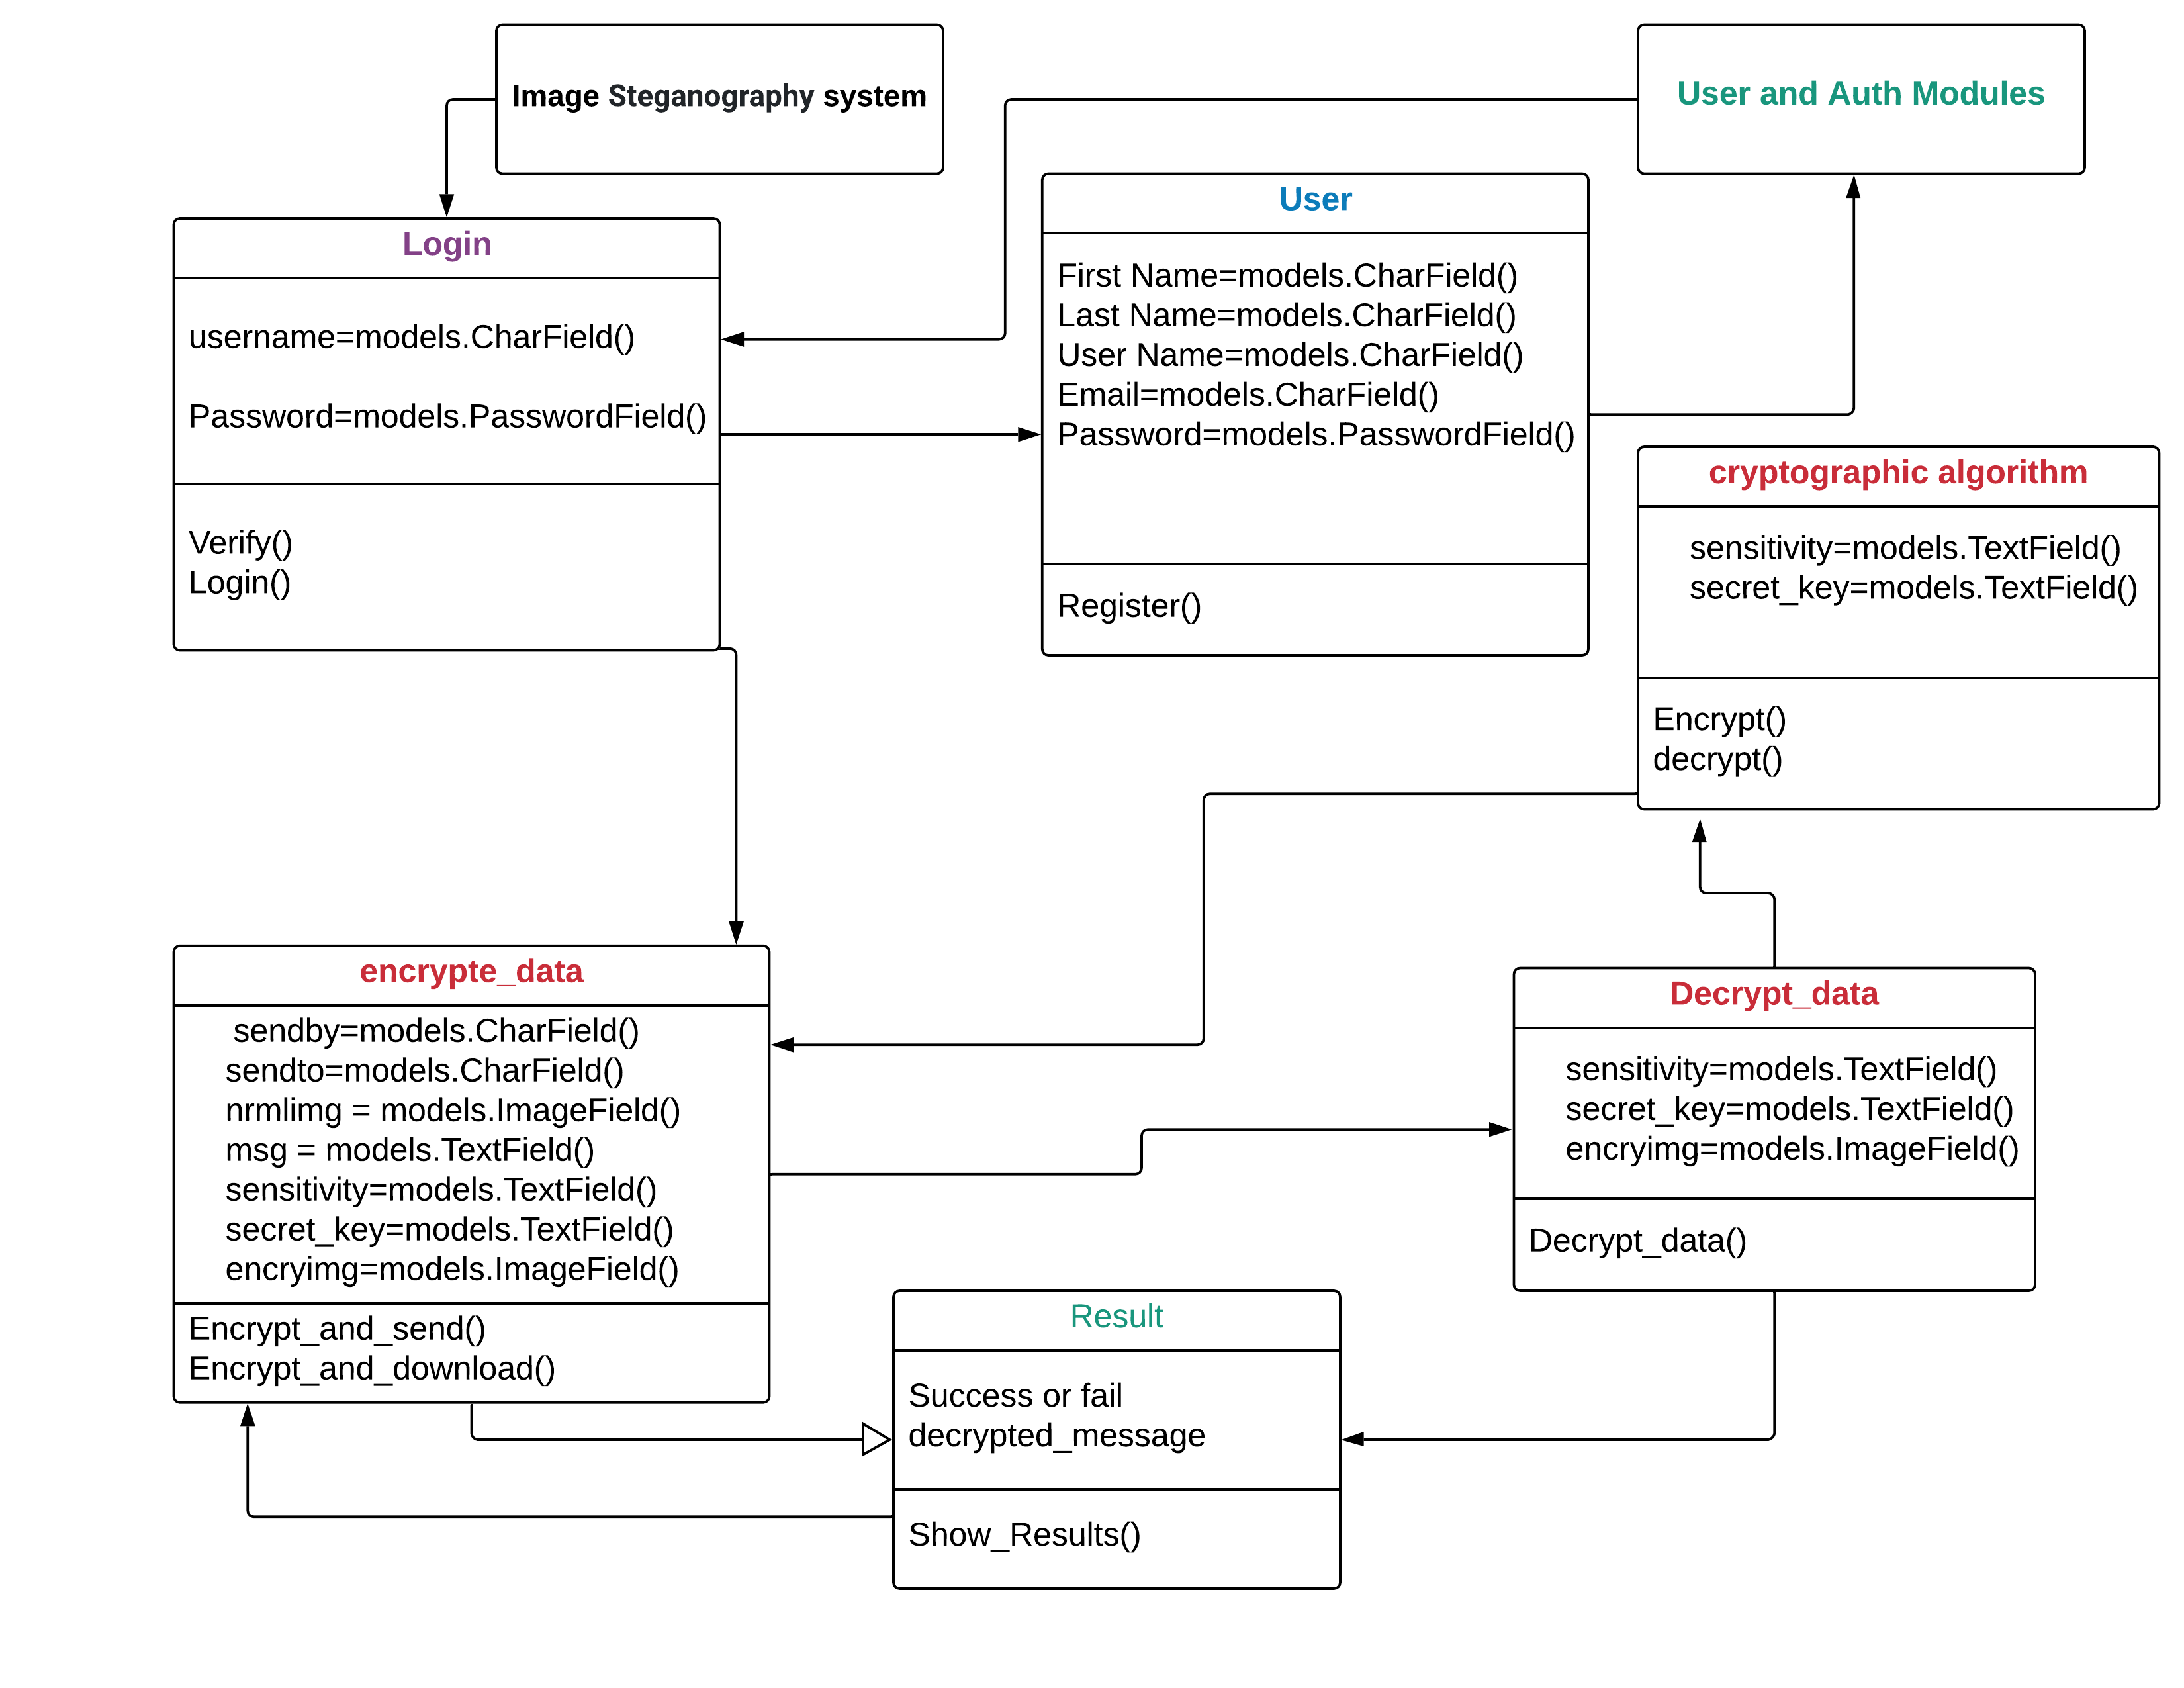 Image Steganography system
User and Auth Modules
Login
username=models.CharField()
Password=models.PasswordField()
Verify()
Login()
User
First Name=models.CharField()
Last Name=models.CharField()
User Name=models.CharField()
Email=models.CharField()
Password=models.PasswordField()
Register()
cryptographic algorithm
sensitivity=models.TextField()
secret_key=models.TextField()
Encrypt()
decrypt()
encrypte_data
sendby=models.CharField()
sendto=models.CharField()
nrmlimg = models.ImageField()
msg = models.TextField()
sensitivity=models.TextField()
secret_key=models.TextField()
encryimg=models.ImageField()
Encrypt_and_send()
Encrypt_and_download()
Decrypt_data
sensitivity=models.TextField()
secret_key=models.TextField()
encryimg=models.ImageField()
Decrypt_data()
Result
Success or fail
decrypted_message
Show_Results()